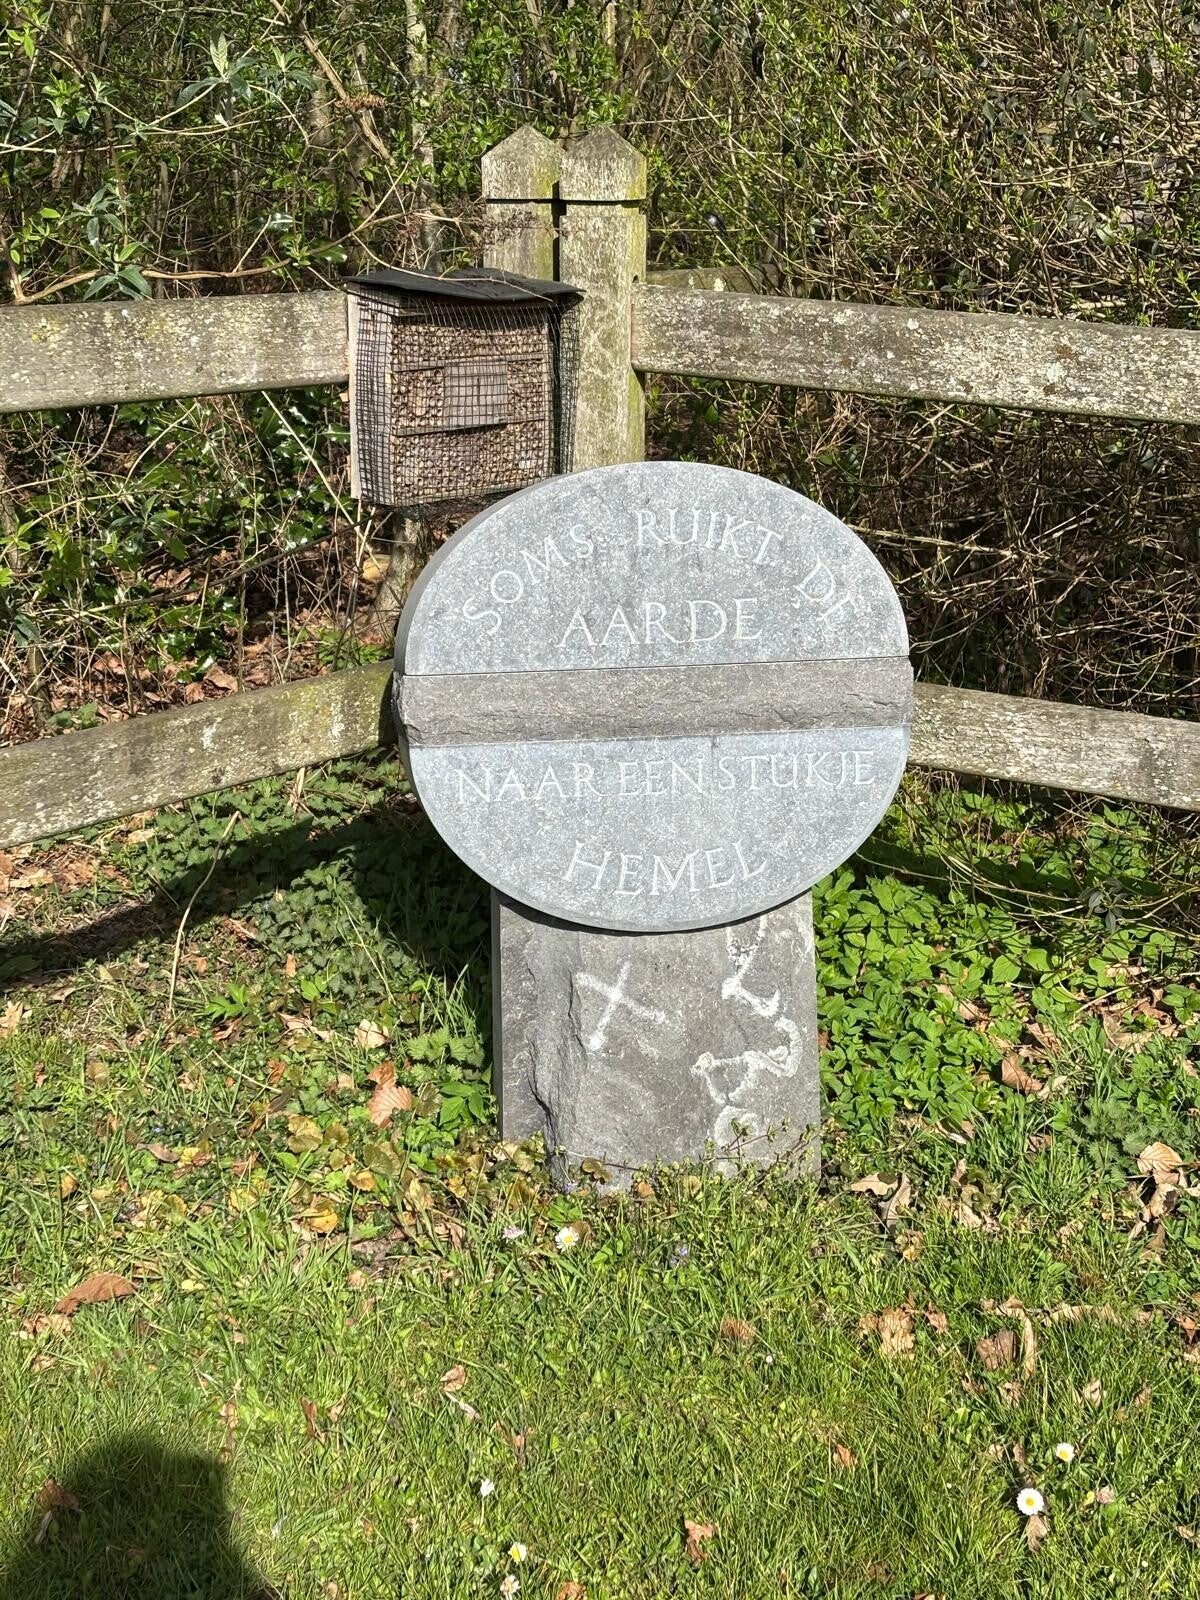 SOMS RUIKT DE
AARDE
NAAR EEN STUKJE
HEMEL